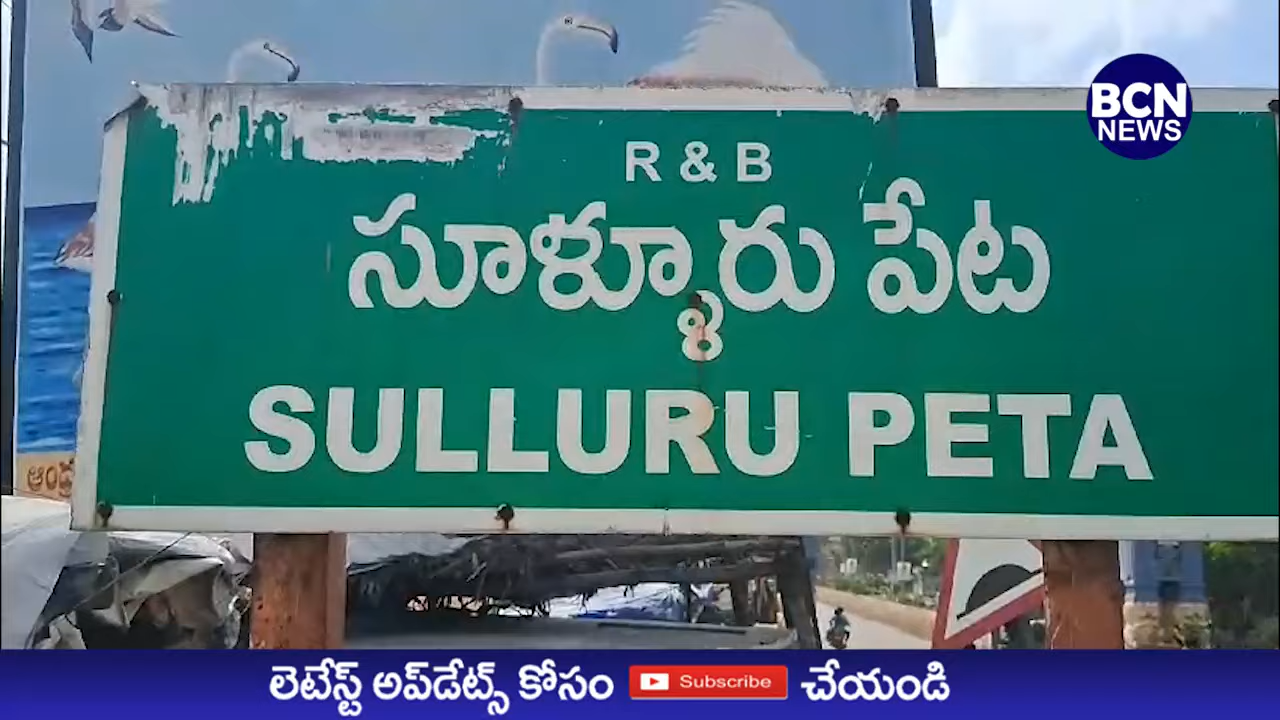 BCN
NEWS
R & B
సూళ్ళూరు పేట
SULLURU PETA
ఆంధ్ర
లెటేస్ట్ అప్‌డేట్స్ కోసం Subscribe చేయండి